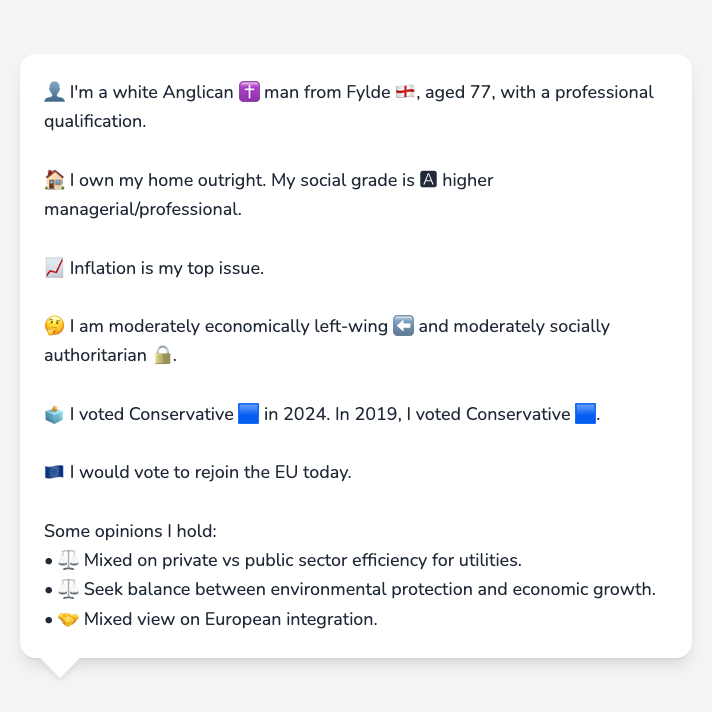 👤 I'm a white Anglican ✝️ man from Fylde 🏴󠁧󠁢󠁥󠁮󠁧󠁿, aged 77, with a professional
qualification.
🏠 I own my home outright. My social grade is 🅰 higher
managerial/professional.
📈 Inflation is my top issue.
🤔 I am moderately economically left-wing ⬅️ and moderately socially
authoritarian 🔒.
🗳️ I voted Conservative 🟦 in 2024. In 2019, I voted Conservative 🟦.
🇪🇺 I would vote to rejoin the EU today.
Some opinions I hold:
• ⚖️ Mixed on private vs public sector efficiency for utilities.
• ⚖️ Seek balance between environmental protection and economic growth.
• 🤝 Mixed view on European integration.